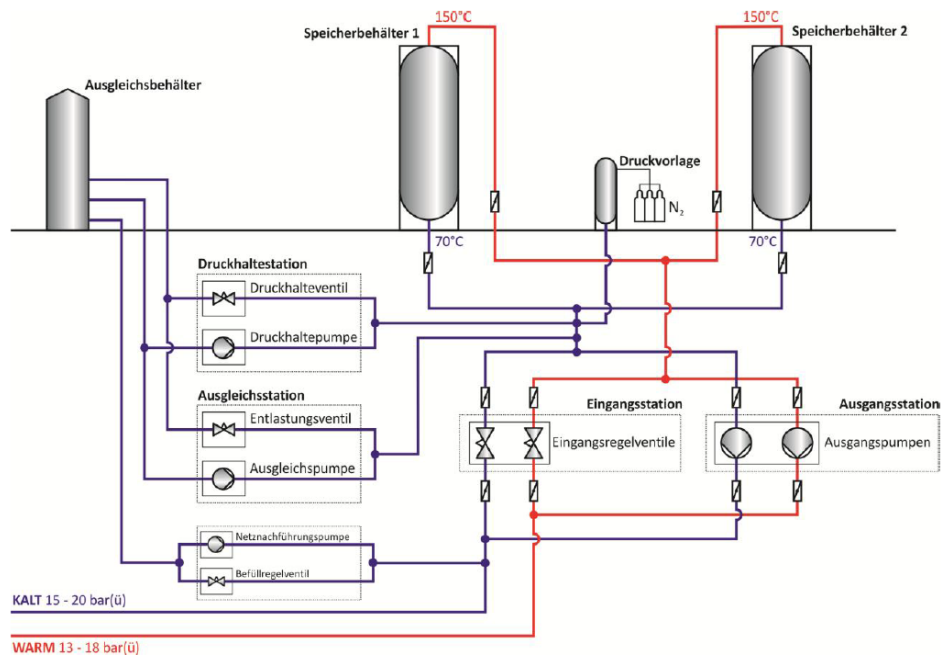 150°C
150°C
Speicherbehälter 1
Speicherbehälter 2
Ausgleichsbehälter
Druckvorlage
N₂
70°C
70°C
Druckhaltestation
Druckhalteventil
Druckhaltepumpe
Ausgleichsstation
Entlastungsventil
Ausgleichspumpe
Eingangsstation
Eingangsregelventile
Ausgangsstation
Ausgangspumpen
Netznachführungspumpe
Befüllregelventil
KALT 15 - 20 bar(ü)
WARM 13 - 18 bar(ü)